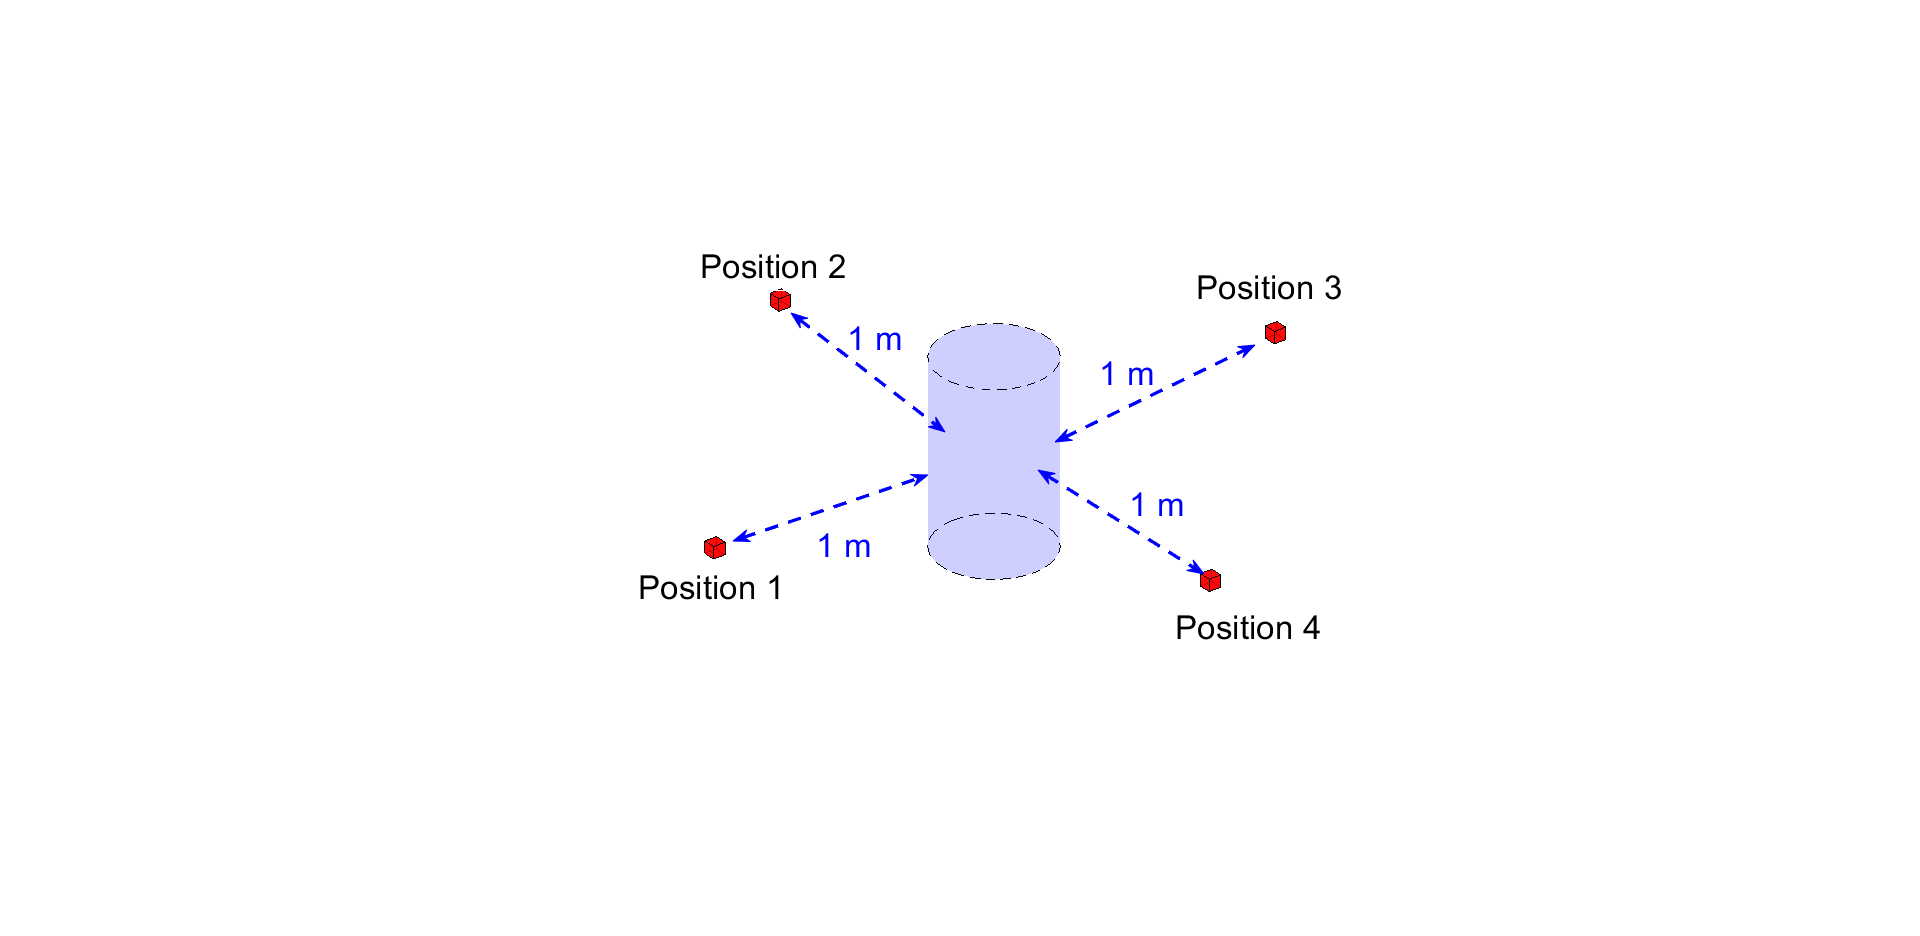 Position 2
Position 3
1 m
1 m
1 m
1 m
Position 1
Position 4